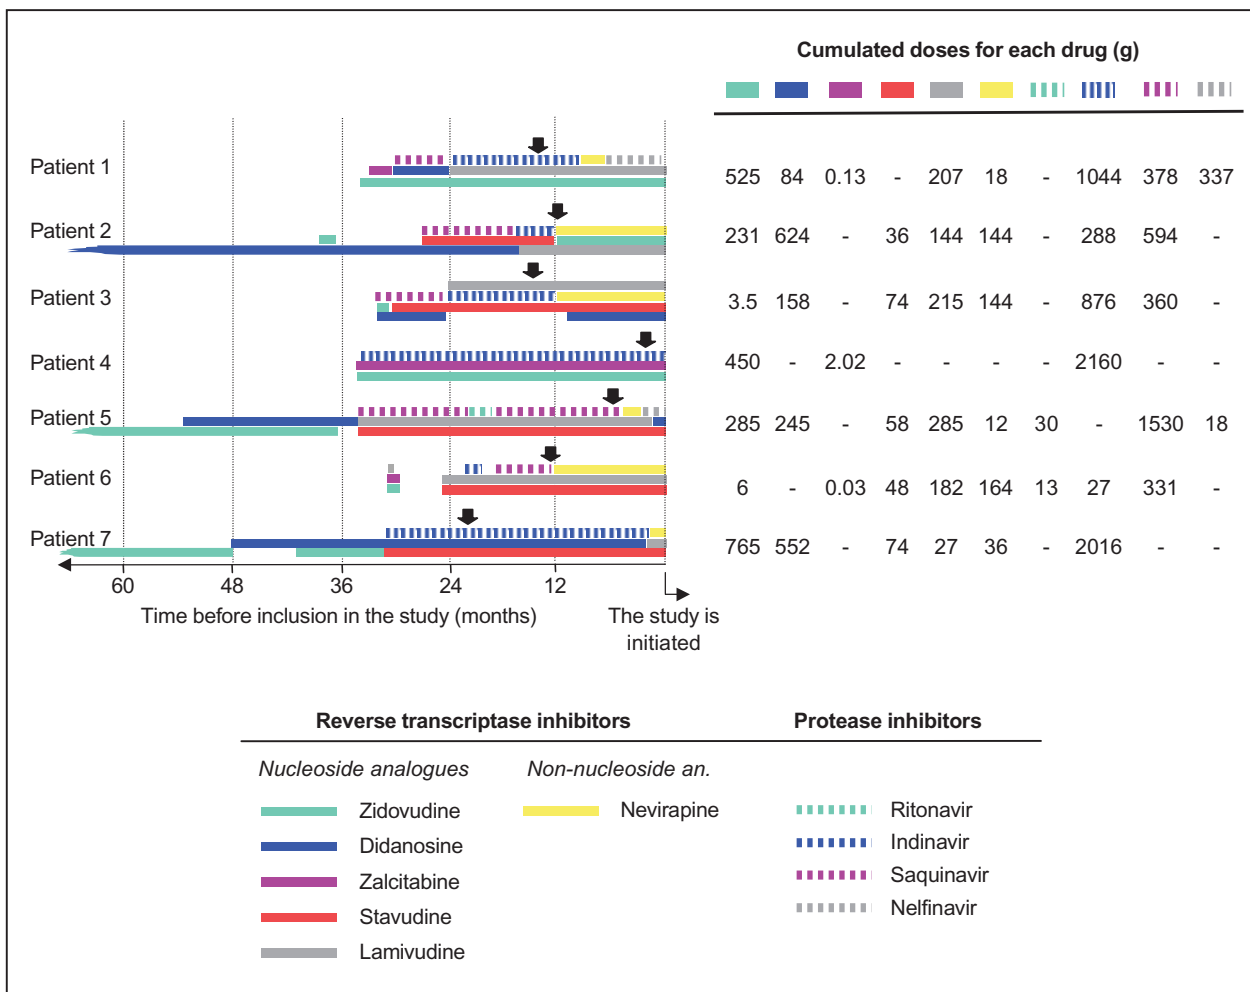 Cumulated doses for each drug (g)
Patient 1 525 84 0.13 - 207 18 - 1044 378 337
Patient 2 231 624 - 36 144 144 - 288 594 -
Patient 3 3.5 158 - 74 215 144 - 876 360 -
Patient 4 450 - 2.02 - - - - 2160 - -
Patient 5 285 245 - 58 285 12 30 - 1530 18
Patient 6 6 - 0.03 48 182 164 13 27 331 -
Patient 7 765 552 - 74 27 36 - 2016 - -
60 48 36 24 12
Time before inclusion in the study (months) The study is
initiated
Reverse transcriptase inhibitors Protease inhibitors
Nucleoside analogues Non-nucleoside an.
Zidovudine Nevirapine Ritonavir
Didanosine Indinavir
Zalcitabine Saquinavir
Stavudine Nelfinavir
Lamivudine